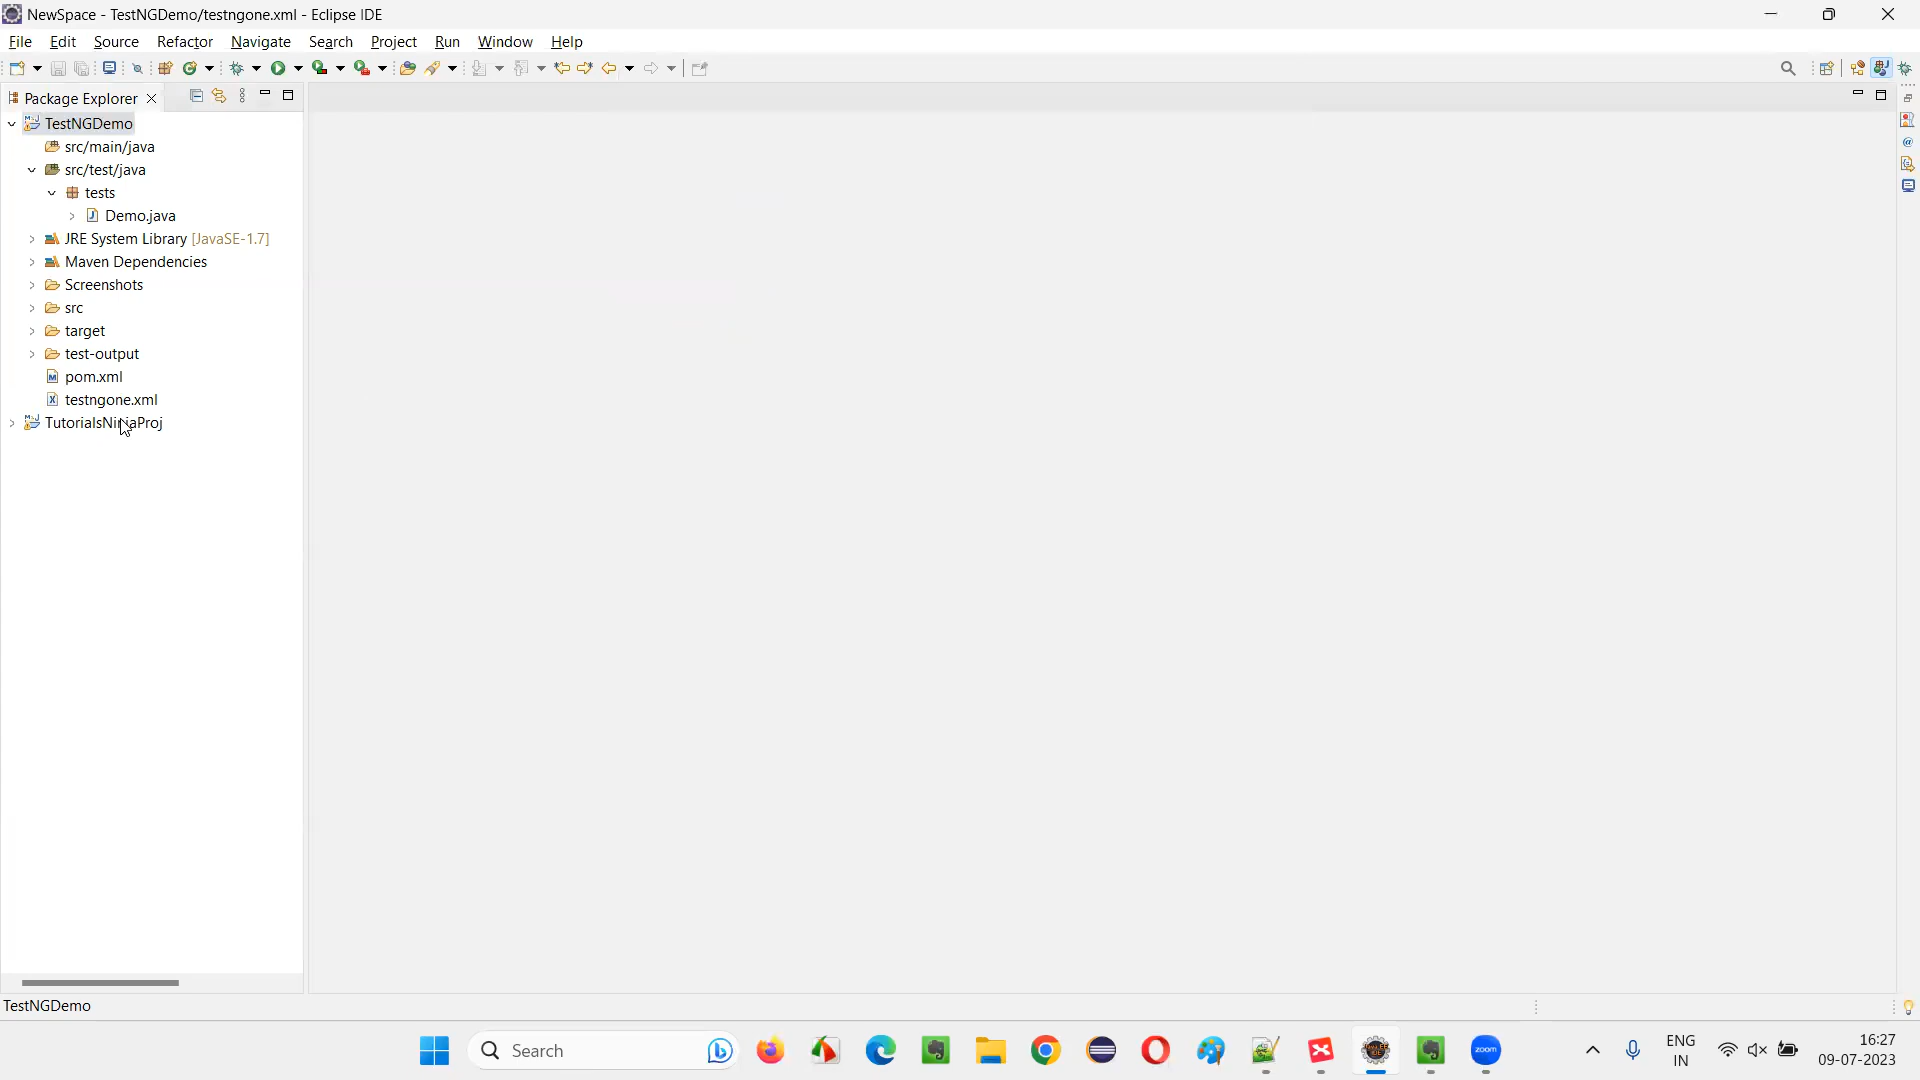 NewSpace - TestNGDemo/testngone.xml - Eclipse IDE
File Edit Source Refactor Navigate Search Project Run Window Help
Package Explorer
TestNGDemo
src/main/java
src/test/java
tests
Demo.java
JRE System Library [JavaSE-1.7]
Maven Dependencies
Screenshots
src
target
test-output
pom.xml
testngone.xml
TutorialsNinjaProj
TestNGDemo
Search
zoom
ENG
IN
16:27
09-07-2023